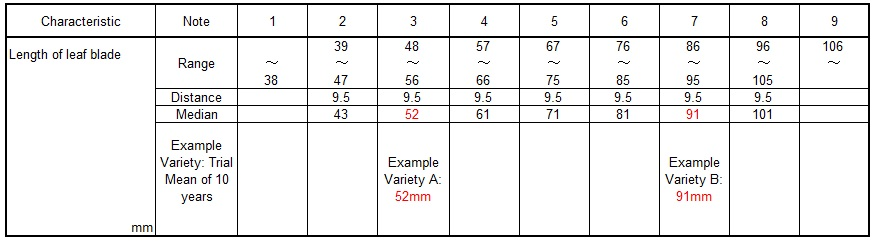 Characteristic Note 1 2 3 4 5 6 7 8 9
Length of leaf blade
Range
39 48 57 67 76 86 96 106
～ ～ ～ ～ ～ ～ ～ ～ ～
38 47 56 66 75 85 95 105
Distance 9.5 9.5 9.5 9.5 9.5 9.5 9.5
Median 43 52 61 71 81 91 101
Example
Variety: Trial
Mean of 10
years
Example
Variety A:
52mm
Example
Variety B:
91mm
mm